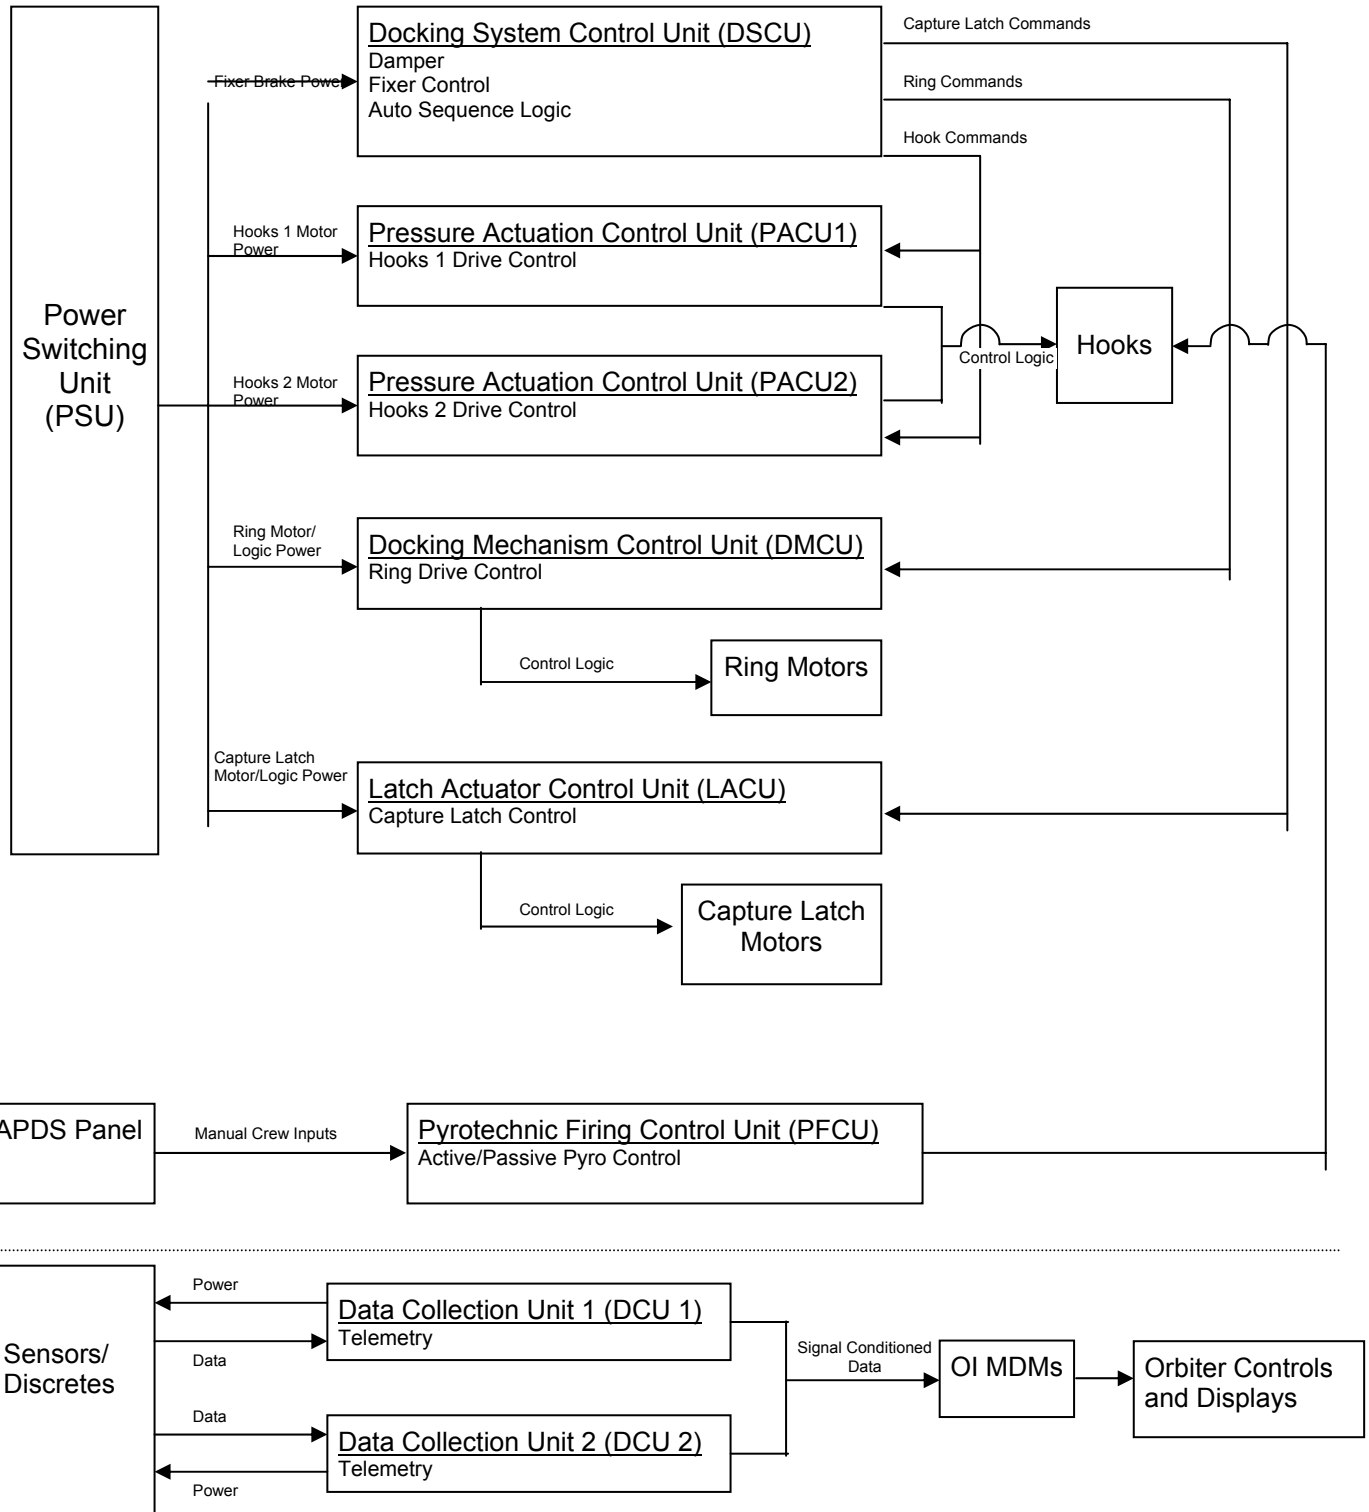 Docking System Control Unit (DSCU)
Damper
Fixer Control
Auto Sequence Logic
Capture Latch Commands
Ring Commands
Hook Commands
Fixer Brake Power
Hooks 1 Motor
Power
Pressure Actuation Control Unit (PACU1)
Hooks 1 Drive Control
Power
Switching
Unit
(PSU)
Hooks 2 Motor
Power
Pressure Actuation Control Unit (PACU2)
Hooks 2 Drive Control
Control Logic
Hooks
Ring Motor/
Logic Power
Docking Mechanism Control Unit (DMCU)
Ring Drive Control
Control Logic
Ring Motors
Capture Latch
Motor/Logic Power
Latch Actuator Control Unit (LACU)
Capture Latch Control
Control Logic
Capture Latch
Motors
APDS Panel
Manual Crew Inputs
Pyrotechnic Firing Control Unit (PFCU)
Active/Passive Pyro Control
Sensors/
Discretes
Power
Data
Data
Power
Data Collection Unit 1 (DCU 1)
Telemetry
Data Collection Unit 2 (DCU 2)
Telemetry
Signal Conditioned
Data
OI MDMs
Orbiter Controls
and Displays